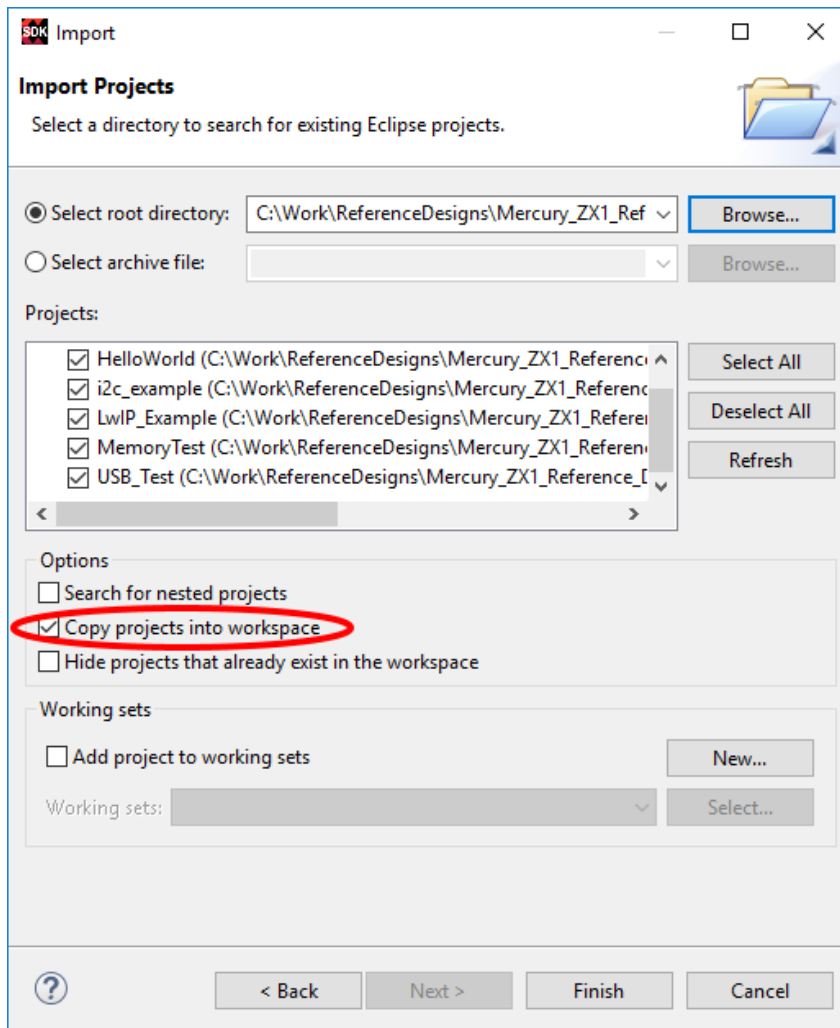 SDK Import
Import Projects
Select a directory to search for existing Eclipse projects.
Select root directory: C:\Work\ReferenceDesigns\Mercury_ZX1_Ref Browse...
Select archive file: Browse...
Projects:
HelloWorld (C:\Work\ReferenceDesigns\Mercury_ZX1_Reference
i2c_example (C:\Work\ReferenceDesigns\Mercury_ZX1_Referenc
LwIP_Example (C:\Work\ReferenceDesigns\Mercury_ZX1_Refere
MemoryTest (C:\Work\ReferenceDesigns\Mercury_ZX1_Referen
USB_Test (C:\Work\ReferenceDesigns\Mercury_ZX1_Reference_D
Select All
Deselect All
Refresh
Options
Search for nested projects
Copy projects into workspace
Hide projects that already exist in the workspace
Working sets
Add project to working sets New...
Working sets: Select...
? < Back Next > Finish Cancel